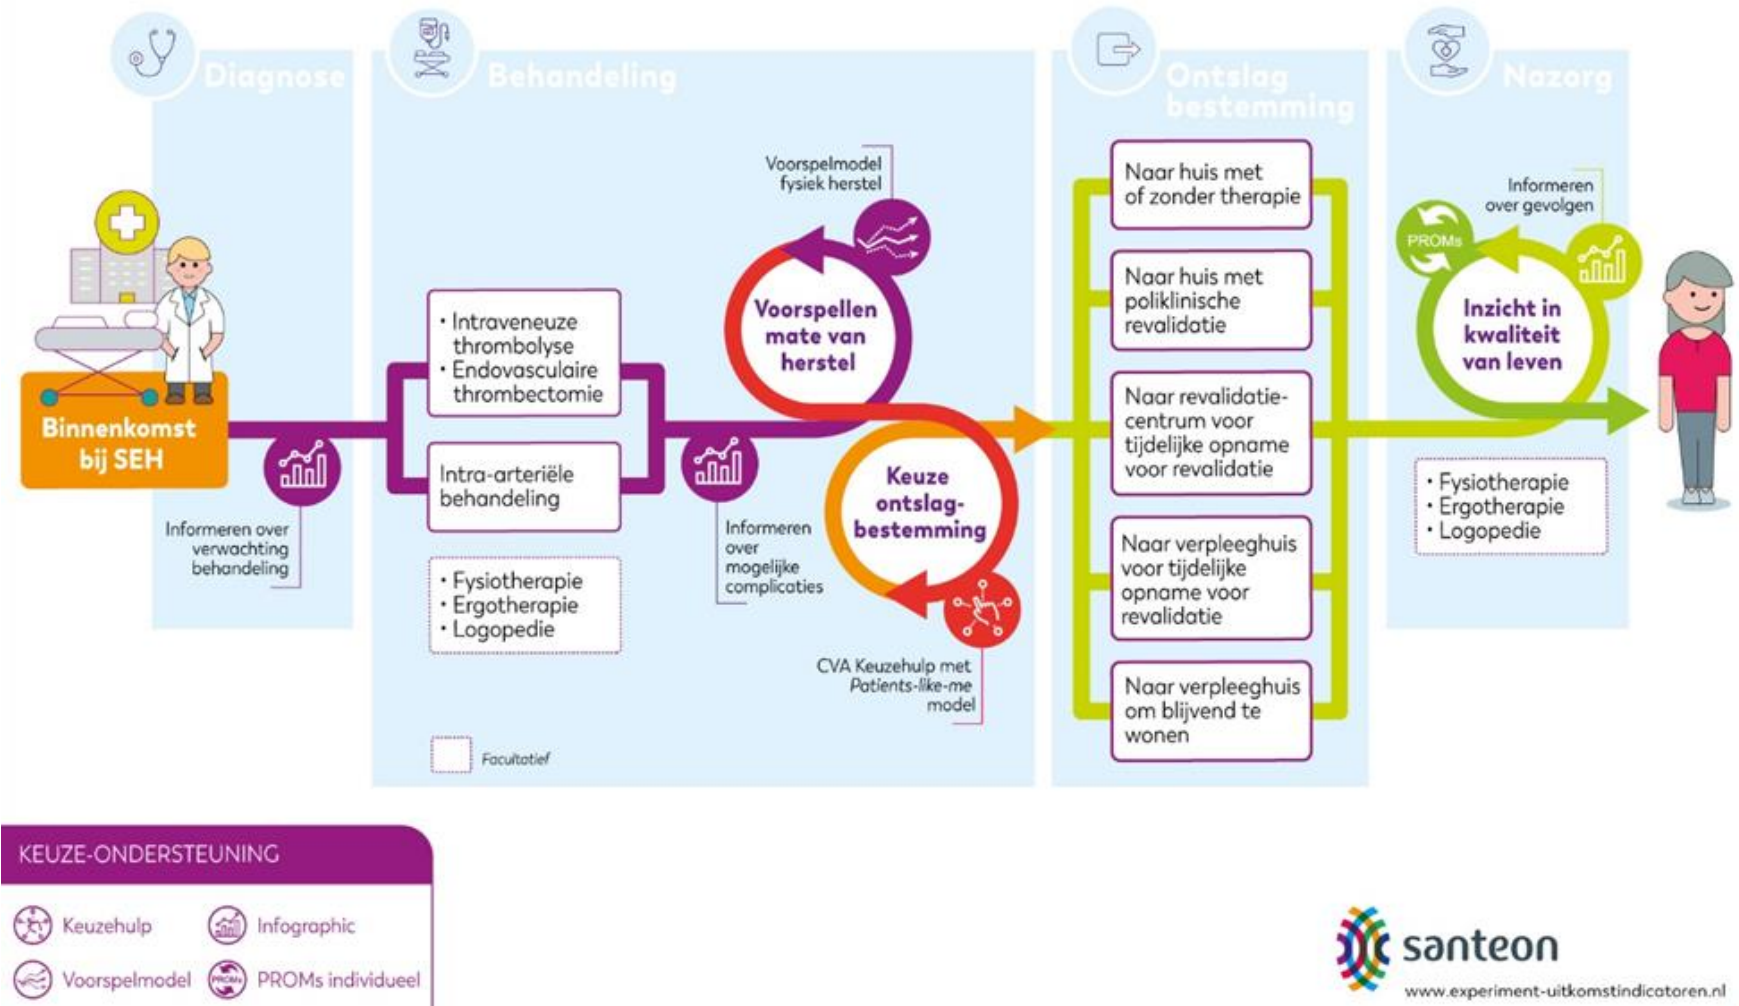 Diagnose
Behandeling
Ontslag
bestemming
Nazorg
Binnenkomst
bij SEH
Informeren over
verwachting
behandeling
• Intraveneuze
thrombolyse
• Endovasculaire
thrombectomie
Intra-arteriële
behandeling
• Fysiotherapie
• Ergotherapie
• Logopedie
Facultatief
Informeren
over
mogelijke
complicaties
Voorspelmodel
fysiek herstel
Voorspellen
mate van
herstel
Keuze
ontslag-
bestemming
CVA Keuzehulp met
Patients-like-me
model
Naar huis met
of zonder therapie
Naar huis met
poliklinische
revalidatie
Naar revalidatie-
centrum voor
tijdelijke opname
voor revalidatie
Naar verpleeghuis
voor tijdelijke
opname voor
revalidatie
Naar verpleeghuis
om blijvend te
wonen
Informeren
over gevolgen
PROMs
Inzicht in
kwaliteit
van leven
• Fysiotherapie
• Ergotherapie
• Logopedie
KEUZE-ONDERSTEUNING
Keuzehulp
Infographic
Voorspelmodel
PROMs
PROMs individueel
santeon
www.experiment-uitkomstindicatoren.nl